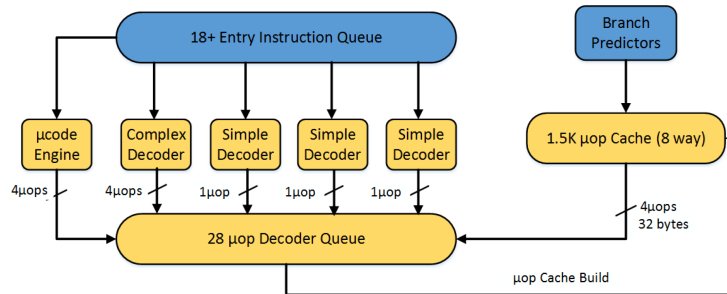 18+ Entry Instruction Queue
Branch
Predictors
µcode
Engine
Complex
Decoder
Simple
Decoder
Simple
Decoder
Simple
Decoder
1.5K µop Cache (8 way)
4µops
4µops
1µop
1µop
1µop
4µops
32 bytes
28 µop Decoder Queue
µop Cache Build